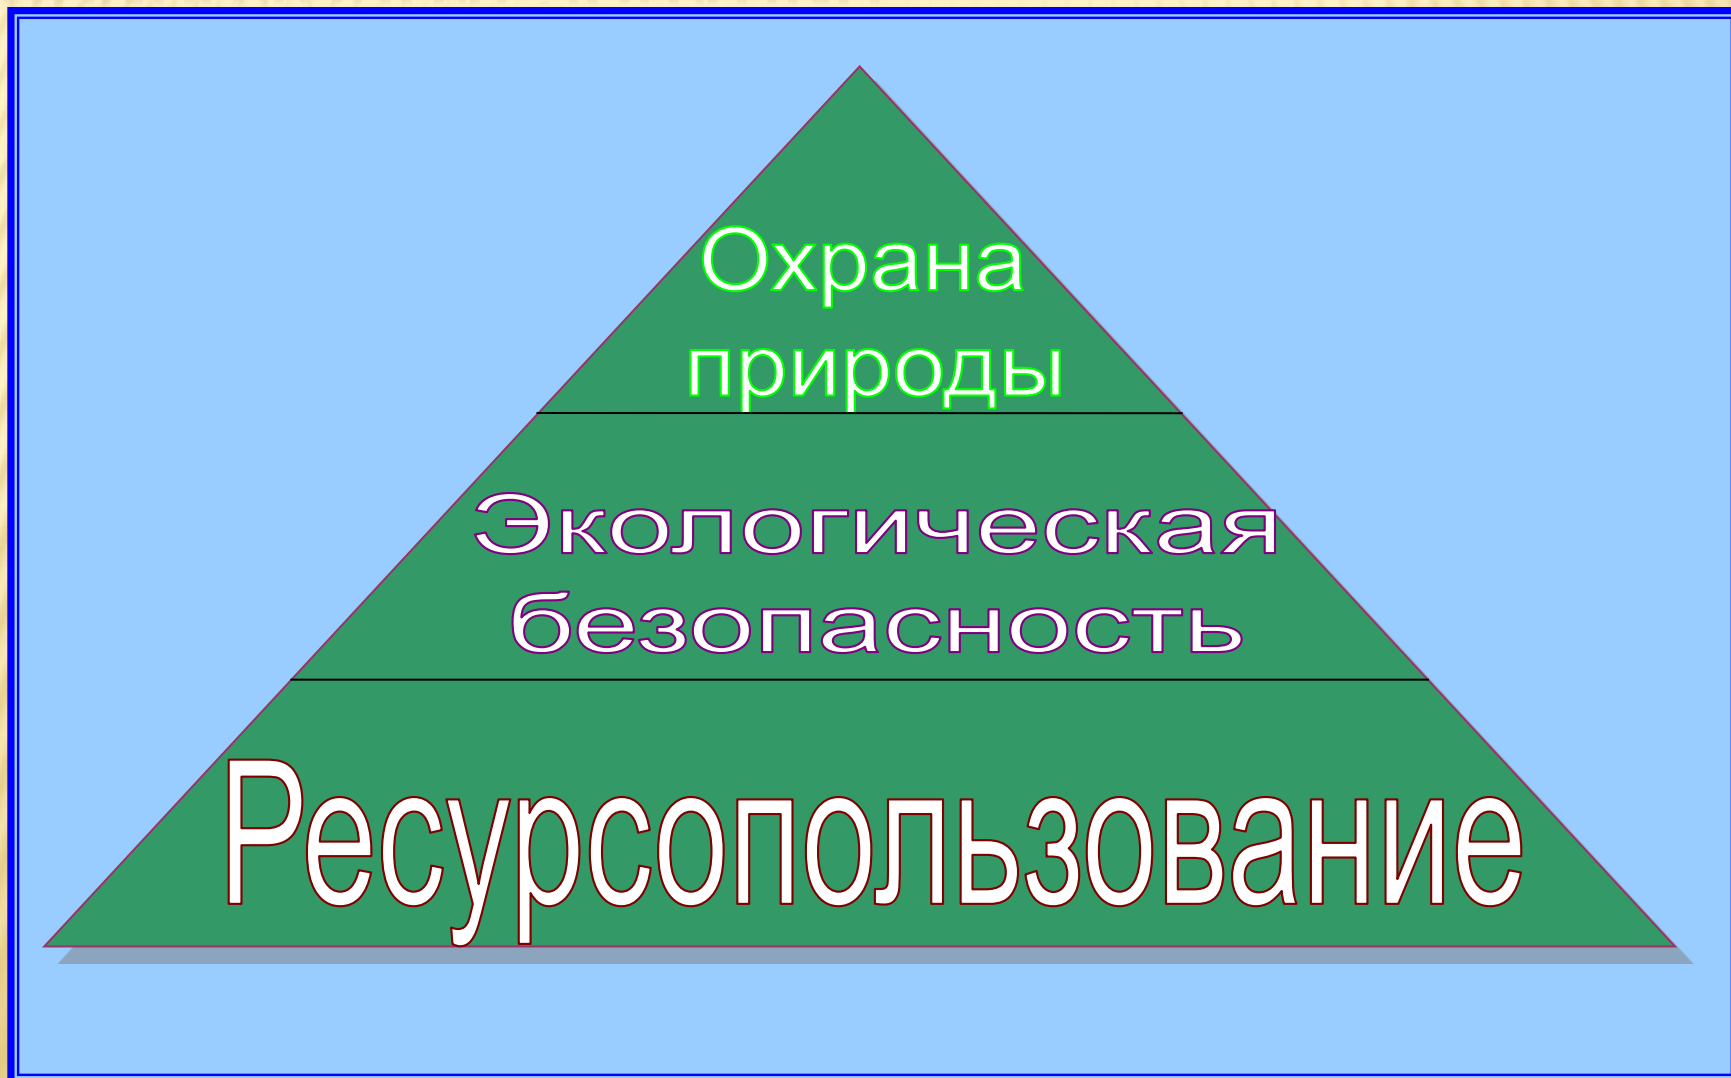 Охрана
природы
Экологическая
безопасность
Ресурсопользование